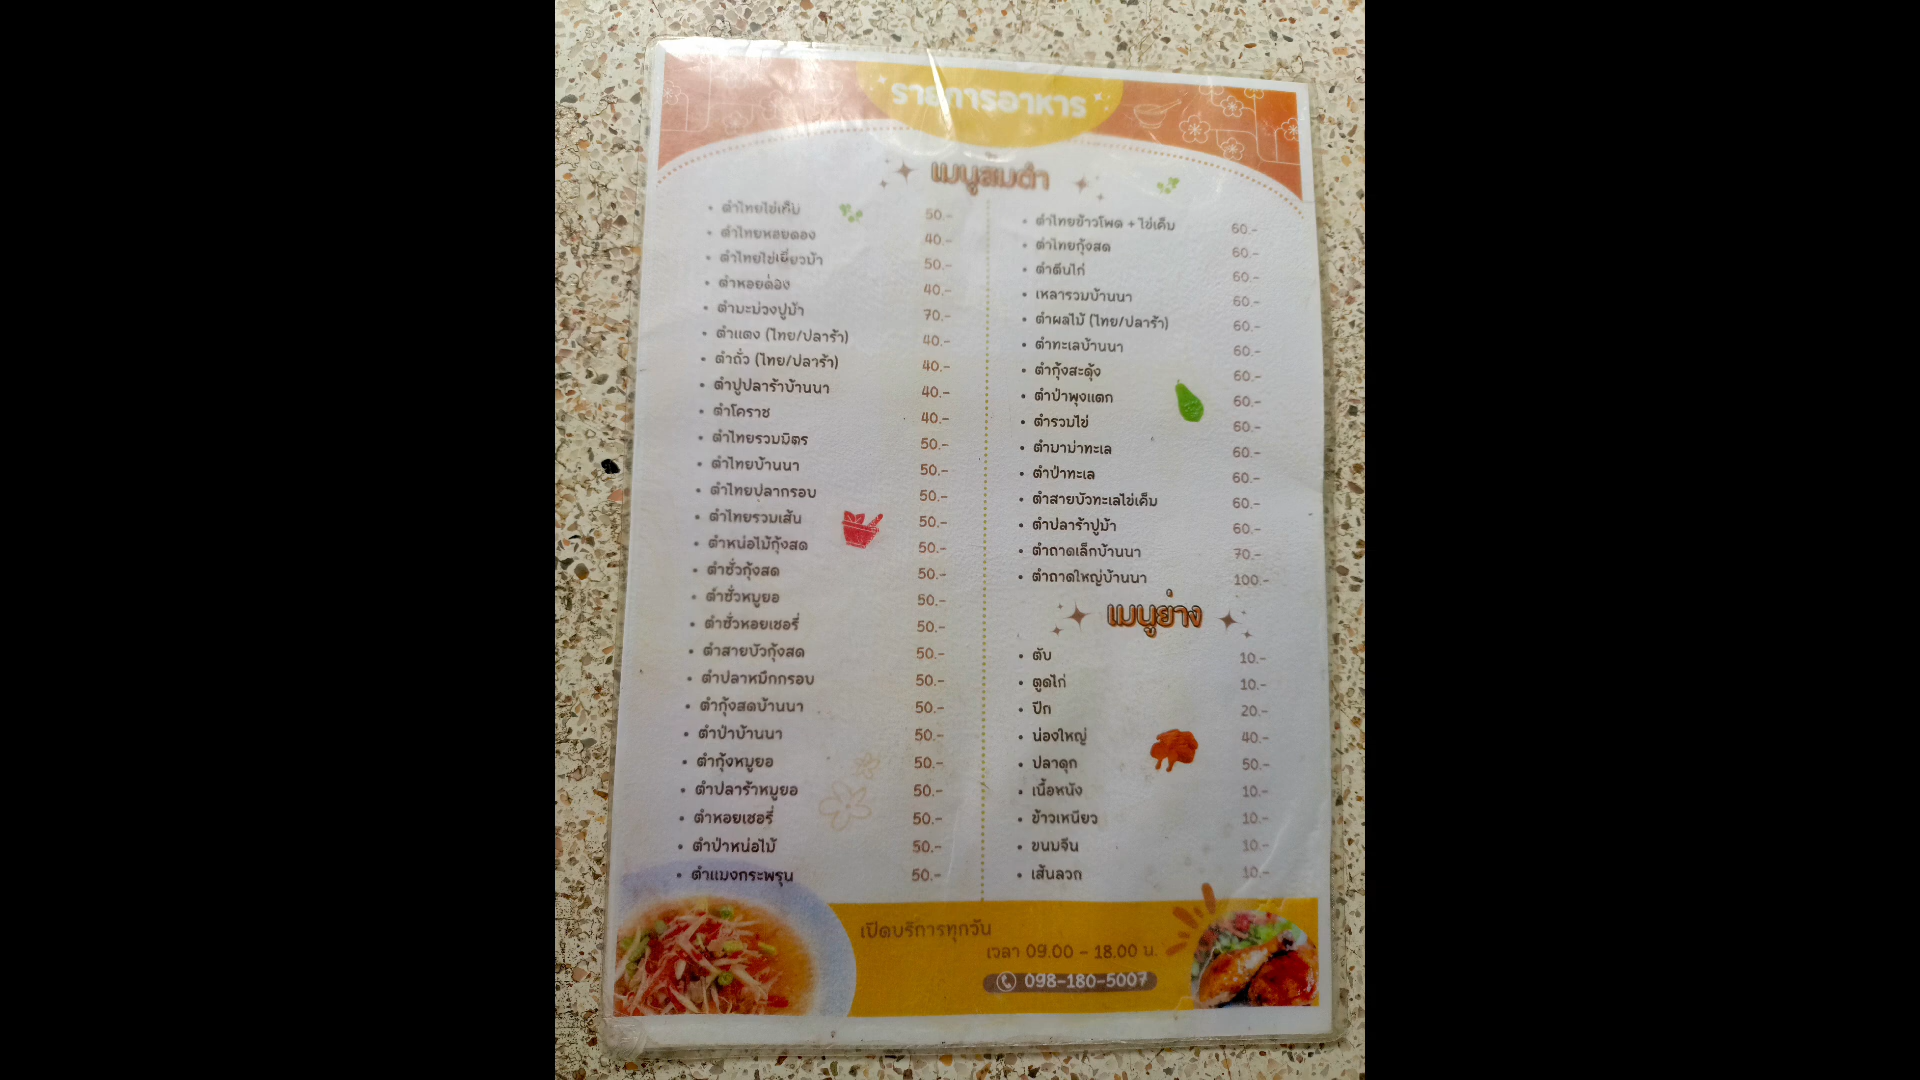 รายการอาหาร
เมนูส้มตำ
• ตำไทยไข่เค็ม 50.-
• ตำไทยหอยดอง 40.-
• ตำไทยไข่เยี่ยวม้า 50.-
• ตำหอยด่อง 40.-
• ตำมะม่วงปูม้า 70.-
• ตำแตง (ไทย/ปลาร้า) 40.-
• ตำถั่ว (ไทย/ปลาร้า) 40.-
• ตำปูปลาร้าบ้านนา 40.-
• ตำโคราช 40.-
• ตำไทยรวมมิตร 50.-
• ตำไทยบ้านนา 50.-
• ตำไทยปลากรอบ 50.-
• ตำไทยรวมเส้น 50.-
• ตำหน่อไม้กุ้งสด 50.-
• ตำซั่วกุ้งสด 50.-
• ตำซั่วหมูยอ 50.-
• ตำซั่วหอยเชอรี่ 50.-
• ตำสายบัวกุ้งสด 50.-
• ตำปลาหมึกกรอบ 50.-
• ตำกุ้งสดบ้านนา 50.-
• ตำป่าบ้านนา 50.-
• ตำกุ้งหมูยอ 50.-
• ตำปลาร้าหมูยอ 50.-
• ตำหอยเชอรี่ 50.-
• ตำป่าหน่อไม้ 50.-
• ตำแมงกระพรุน 50.-
• ตำไทยข้าวโพด + ไข่เค็ม 60.-
• ตำไทยกุ้งสด 60.-
• ตำตีนไก่ 60.-
• เหลารวมบ้านนา 60.-
• ตำผลไม้ (ไทย/ปลาร้า) 60.-
• ตำทะเลบ้านนา 60.-
• ตำกุ้งสะดุ้ง 60.-
• ตำป่าพุงแตก 60.-
• ตำรวมไข่ 60.-
• ตำมาม่าทะเล 60.-
• ตำป่าทะเล 60.-
• ตำสายบัวทะเลไข่เค็ม 60.-
• ตำปลาร้าปูม้า 60.-
• ตำถาดเล็กบ้านนา 70.-
• ตำถาดใหญ่บ้านนา 100.-
เมนูย่าง
• ตับ 10.-
• ตูดไก่ 10.-
• ปีก 20.-
• น่องใหญ่ 40.-
• ปลาดุก 50.-
• เนื้อหนัง 10.-
• ข้าวเหนียว 10.-
• ขนมจีน 10.-
• เส้นลวก 10.-
เปิดบริการทุกวัน
เวลา 09.00 - 18.00 น.
098-180-5007